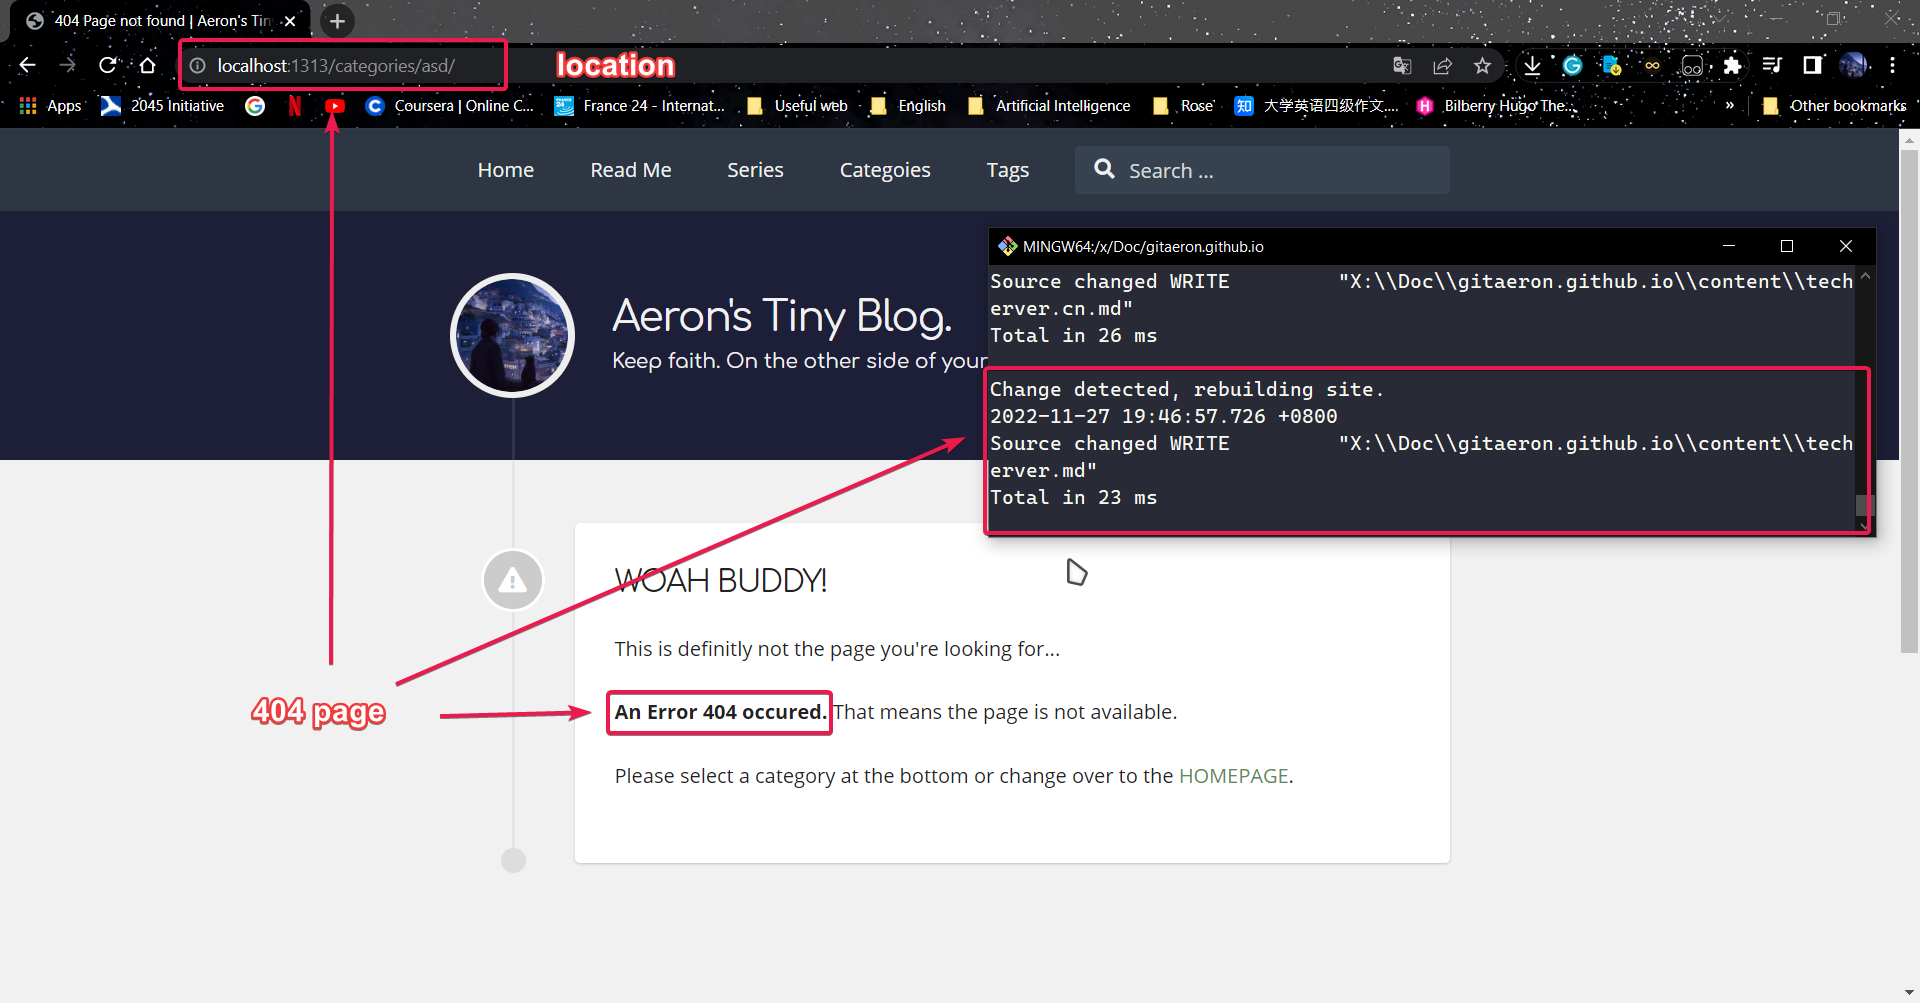 404 Page not found | Aeron's Tin
localhost:1313/categories/asd/
location
Apps
2045 Initiative
Coursera | Online C...
France 24 - Internat...
Useful web
English
Artificial Intelligence
Rose
知
大学英语四级作文....
Bilberry Hugo The...
»
Other bookmarks
Home
Read Me
Series
Categoies
Tags
Search ...
MINGW64:/x/Doc/gitaeron.github.io
Source changed WRITE "X:\\Doc\\gitaeron.github.io\\content\\tech
erver.cn.md"
Total in 26 ms
Change detected, rebuilding site.
2022-11-27 19:46:57.726 +0800
Source changed WRITE "X:\\Doc\\gitaeron.github.io\\content\\tech
erver.md"
Total in 23 ms
Aeron's Tiny Blog.
Keep faith. On the other side of your
WOAH BUDDY!
This is definitly not the page you're looking for...
404 page
An Error 404 occured. That means the page is not available.
Please select a category at the bottom or change over to the HOMEPAGE.